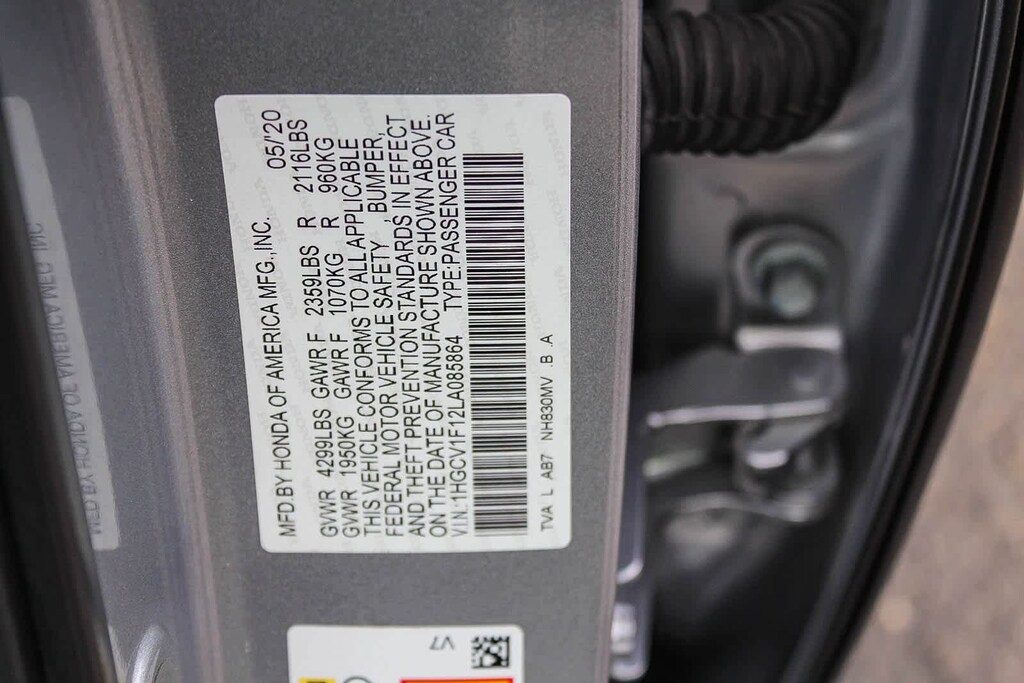 MFD.BY HONDA OF AMERICA MFG.,INC. 05/'20
GVWR 4299LBS GAWR F 2359LBS R 2116LBS
GVWR 1950KG GAWR F 1070KG R 960KG
THIS VEHICLE CONFORMS TO ALL APPLICABLE
FEDERAL MOTOR VEHICLE SAFETY , BUMPER,
AND THEFT PREVENTION STANDARDS IN EFFECT
ON THE DATE OF MANUFACTURE SHOWN ABOVE.
V.I.N.:1HGCV1F12LA085864 TYPE:PASSENGER CAR
TVA L AB7 NH830MV .B .A
V7